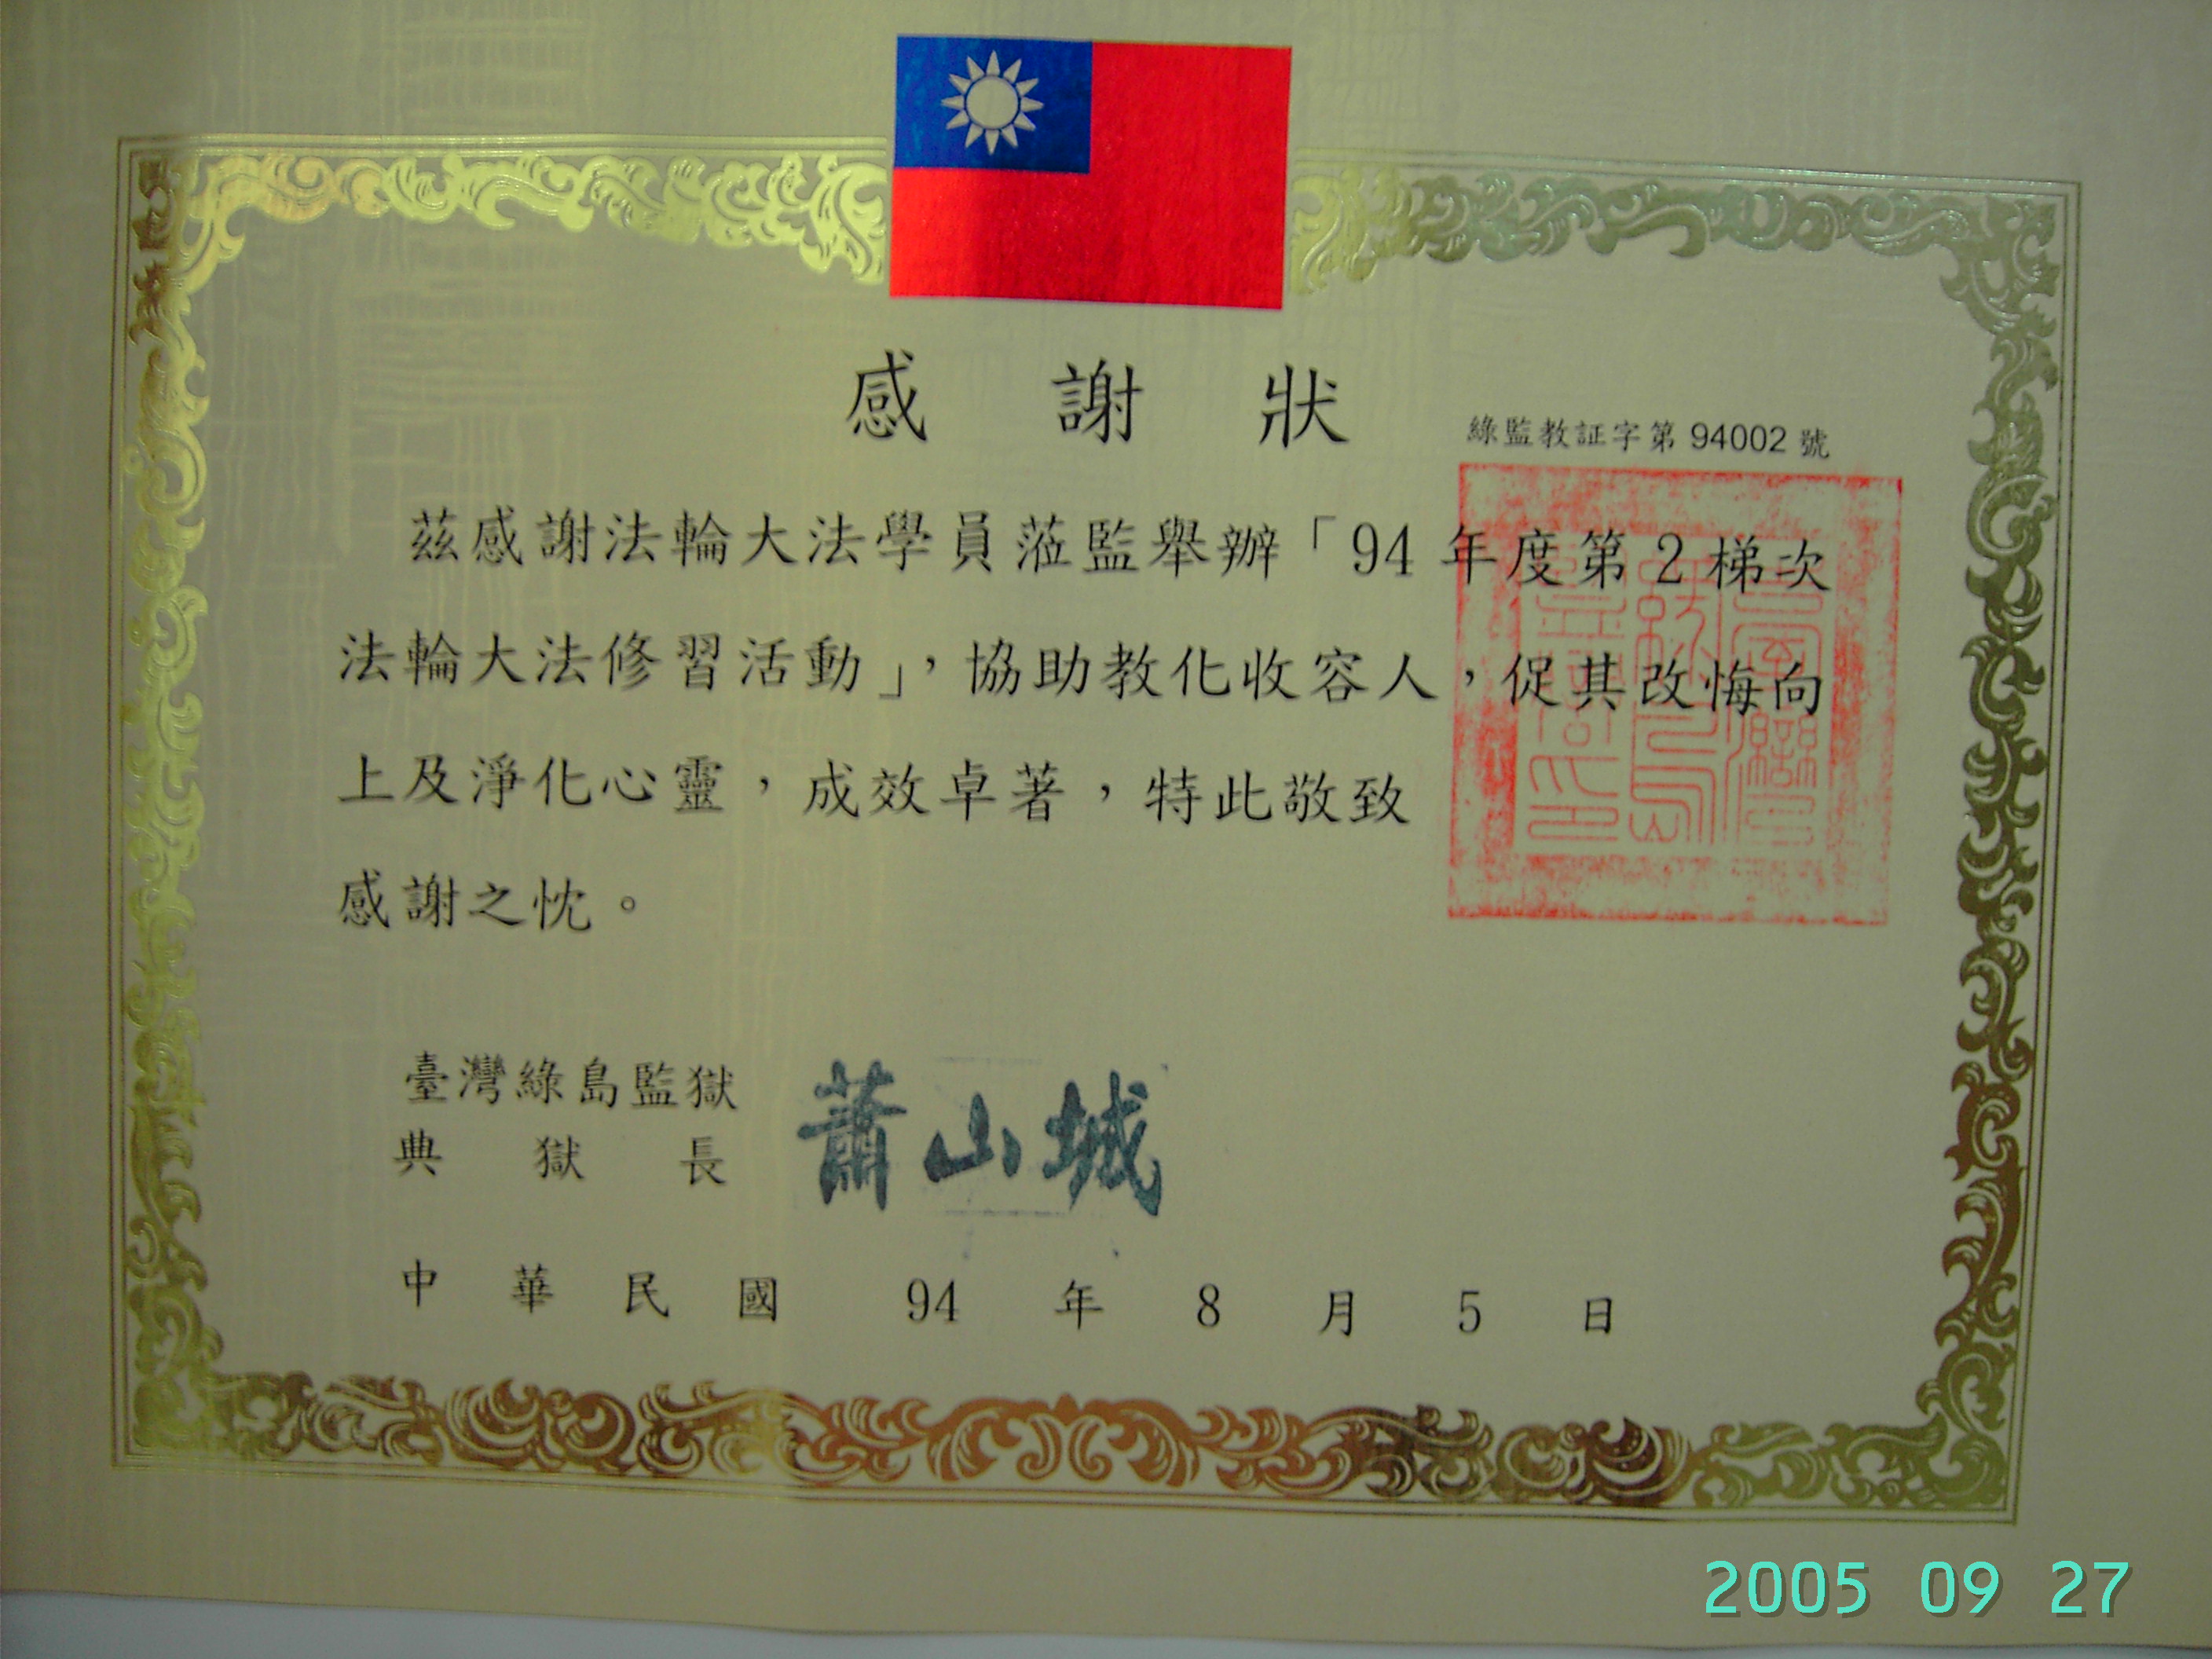 感謝狀
綠監教証字第 94002 號
茲感謝法輪大法學員蒞監舉辦「94 年度第 2 梯次
法輪大法修習活動」，協助教化收容人，促其改悔向
上及淨化心靈，成效卓著，特此敬致
感謝之忱。
臺灣綠島監獄
典獄長 蕭山城
中華民國 94 年 8 月 5 日
2005 09 27